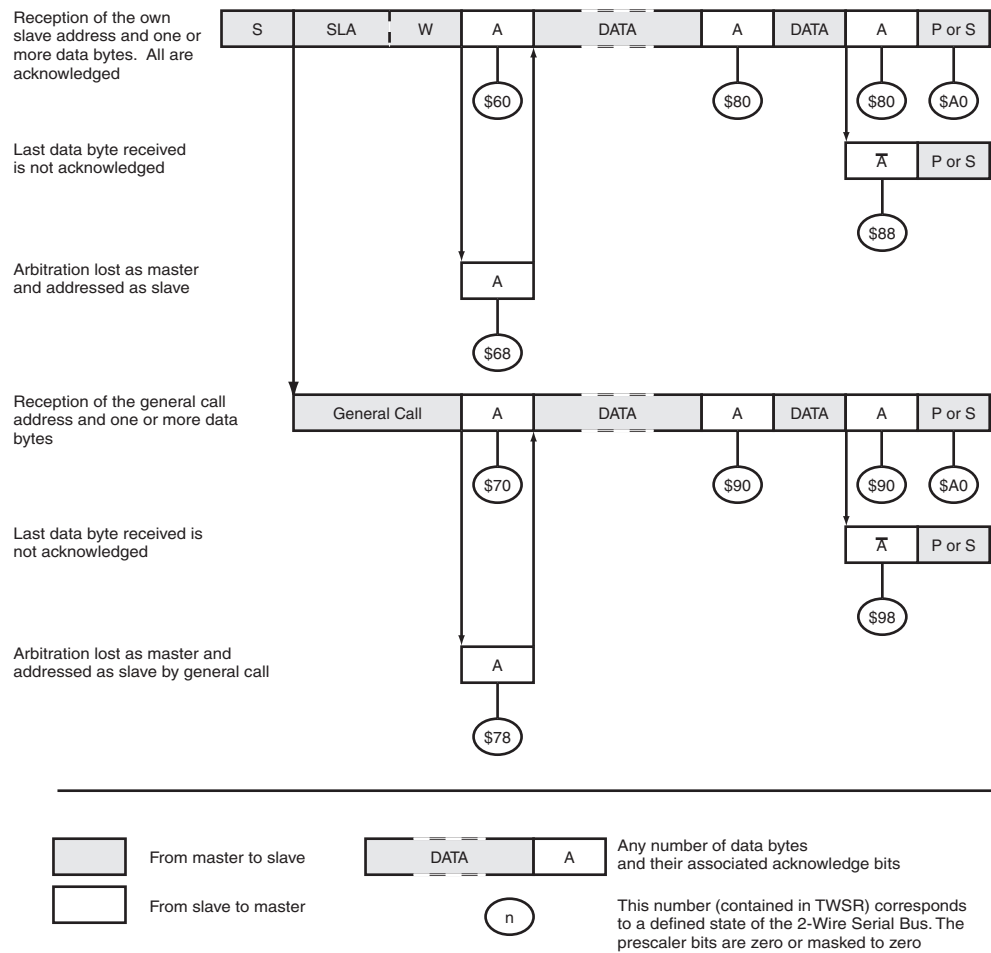 Reception of the own
slave address and one or
more data bytes. All are
acknowledged
S SLA W A DATA A DATA A P or S
$60 $80 $80 $A0
Last data byte received
is not acknowledged
A̅ P or S
$88
Arbitration lost as master
and addressed as slave
A
$68
Reception of the general call
address and one or more data
bytes
General Call A DATA A DATA A P or S
$70 $90 $90 $A0
Last data byte received is
not acknowledged
A̅ P or S
$98
Arbitration lost as master and
addressed as slave by general call
A
$78
From master to slave
DATA A
Any number of data bytes
and their associated acknowledge bits
From slave to master
n
This number (contained in TWSR) corresponds
to a defined state of the 2-Wire Serial Bus. The
prescaler bits are zero or masked to zero